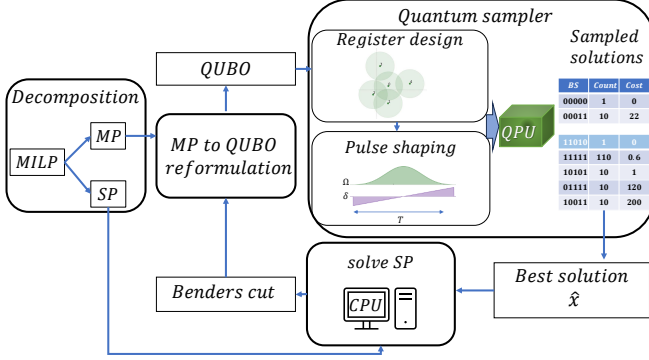 Quantum sampler
Decomposition
MILP
MP
SP
QUBO
MP to QUBO
reformulation
Register design
Pulse shaping
Ω
δ
T
QPU
Sampled
solutions
BS Count Cost
00000 1 0
00011 10 22
11010 1 0
11111 110 0.6
10101 10 1
01111 10 120
10011 10 200
Best solution
x̂
solve SP
CPU
Benders cut